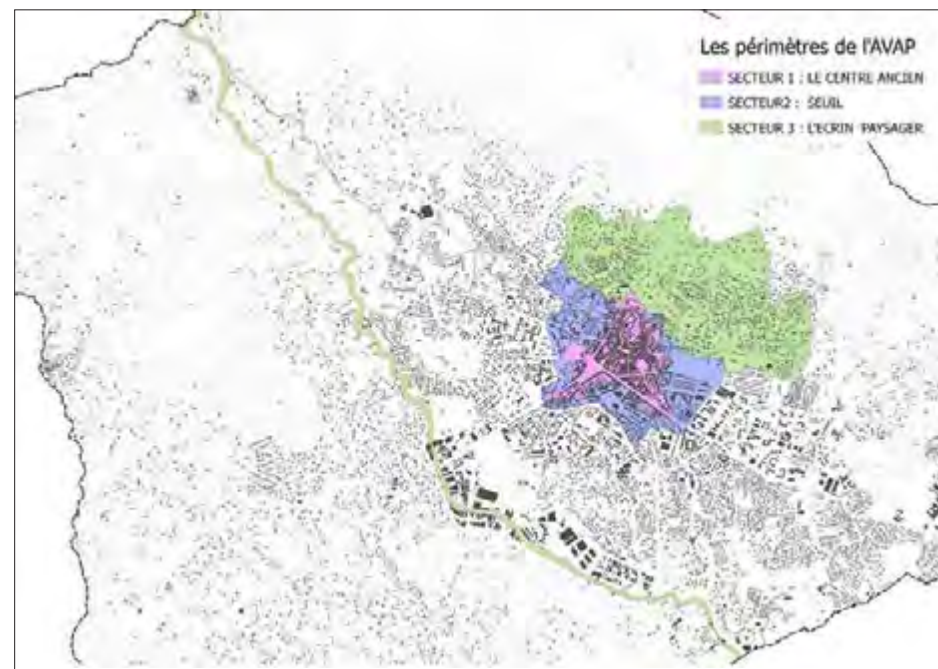 Les périmètres de l'AVAP
SECTEUR 1 : LE CENTRE ANCIEN
SECTEUR2 : SEUIL
SECTEUR 3 : L'ECRIN PAYSAGER